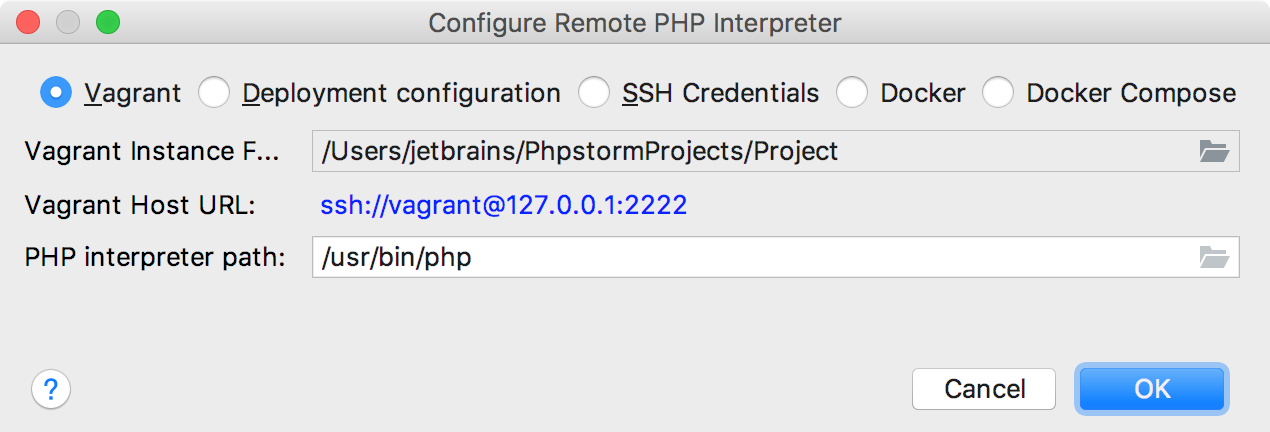 Configure Remote PHP Interpreter
Vagrant Deployment configuration SSH Credentials Docker Docker Compose
Vagrant Instance F... /Users/jetbrains/PhpstormProjects/Project
Vagrant Host URL: ssh://vagrant@127.0.0.1:2222
PHP interpreter path: /usr/bin/php
? Cancel OK